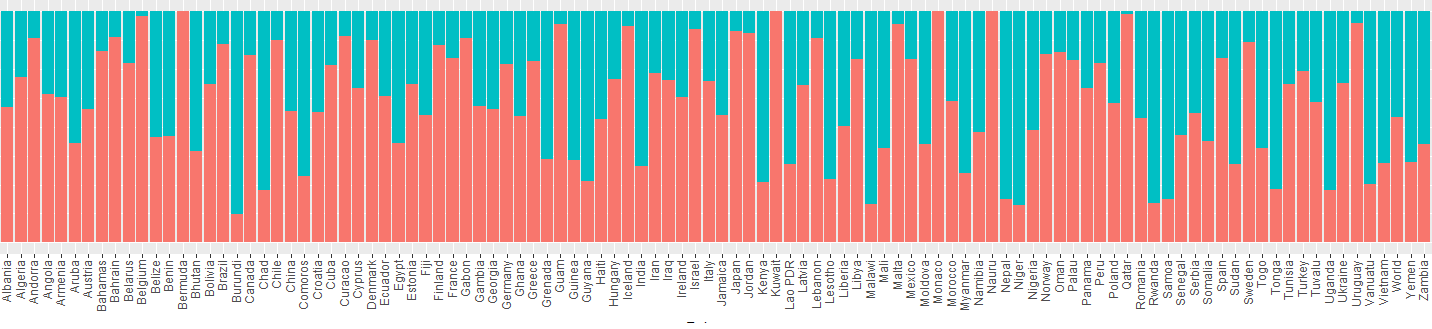 Albania
Algeria
Andorra
Angola
Armenia
Aruba
Austria
Bahamas
Bahrain
Belarus
Belgium
Belize
Benin
Bermuda
Bhutan
Bolivia
Brazil
Burundi
Canada
Chad
Chile
China
Comros
Croatia
Cuba
Curacao
Cyprus
Denmark
Ecuador
Egypt
Estonia
Fiji
Finland
France
Gabon
Gambia
Georgia
Germany
Ghana
Greece
Grenada
Guam
Guinea
Guyana
Haiti
Hungary
Iceland
India
Iran
Iraq
Ireland
Israel
Italy
Jamaica
Japan
Jordan
Kenya
Kuwait
Lao PDR
Latvia
Lebanon
Lesotho
Liberia
Libya
Malawi
Mali
Malta
Mexico
Moldova
Monaco
Morocco
Myanmar
Namibia
Nauru
Nepal
Niger
Nigeria
Norway
Oman
Palau
Panama
Peru
Poland
Qatar
Romania
Rwanda
Samoa
Senegal
Serbia
Somalia
Spain
Sudan
Sweden
Togo
Tonga
Tunisia
Turkey
Tuvalu
Uganda
Ukraine
Uruguay
Vanuatu
Vietnam
World
Yemen
Zambia